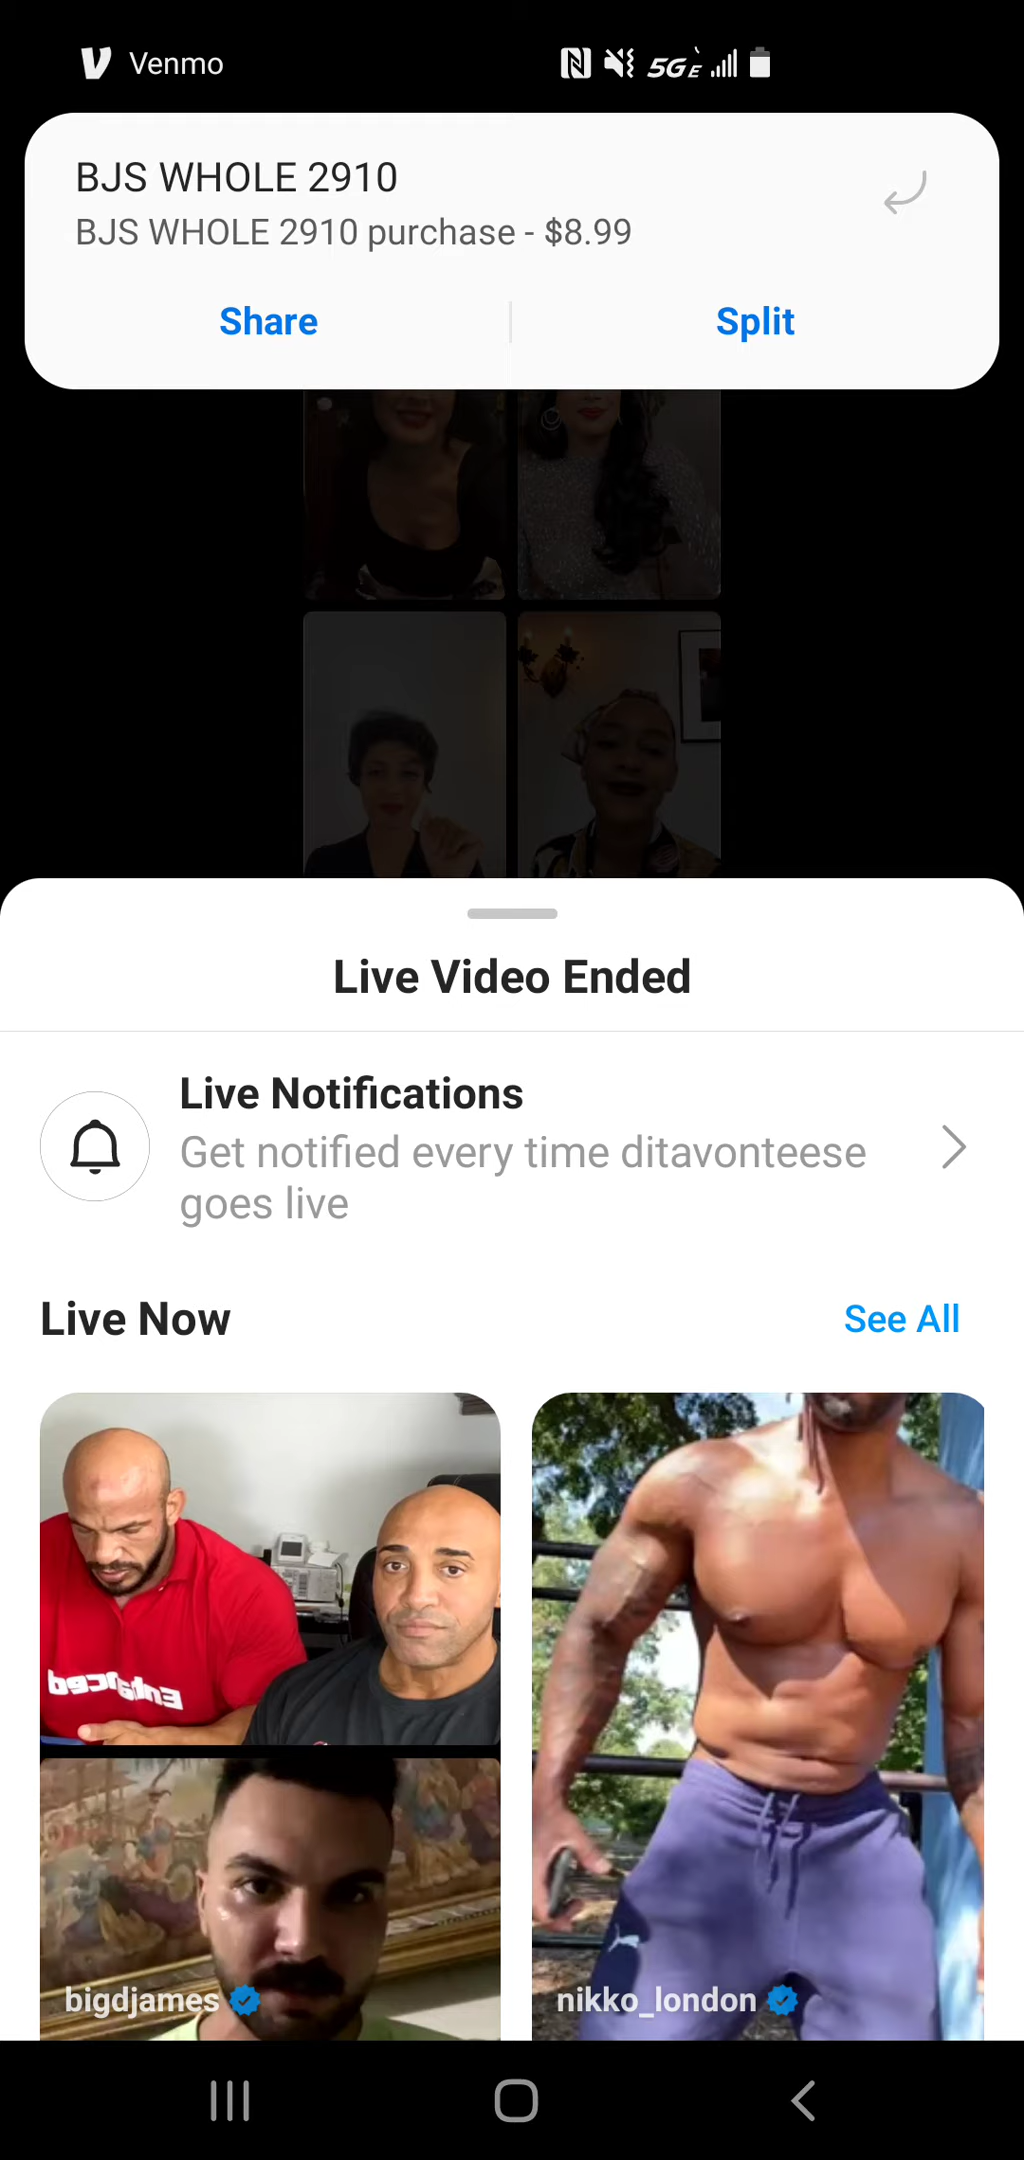 Venmo
5GE
BJS WHOLE 2910
BJS WHOLE 2910 purchase - $8.99
Share Split
Live Video Ended
Live Notifications
Get notified every time ditavonteese
goes live
Live Now See All
Enhanced
bigdjames nikko_london